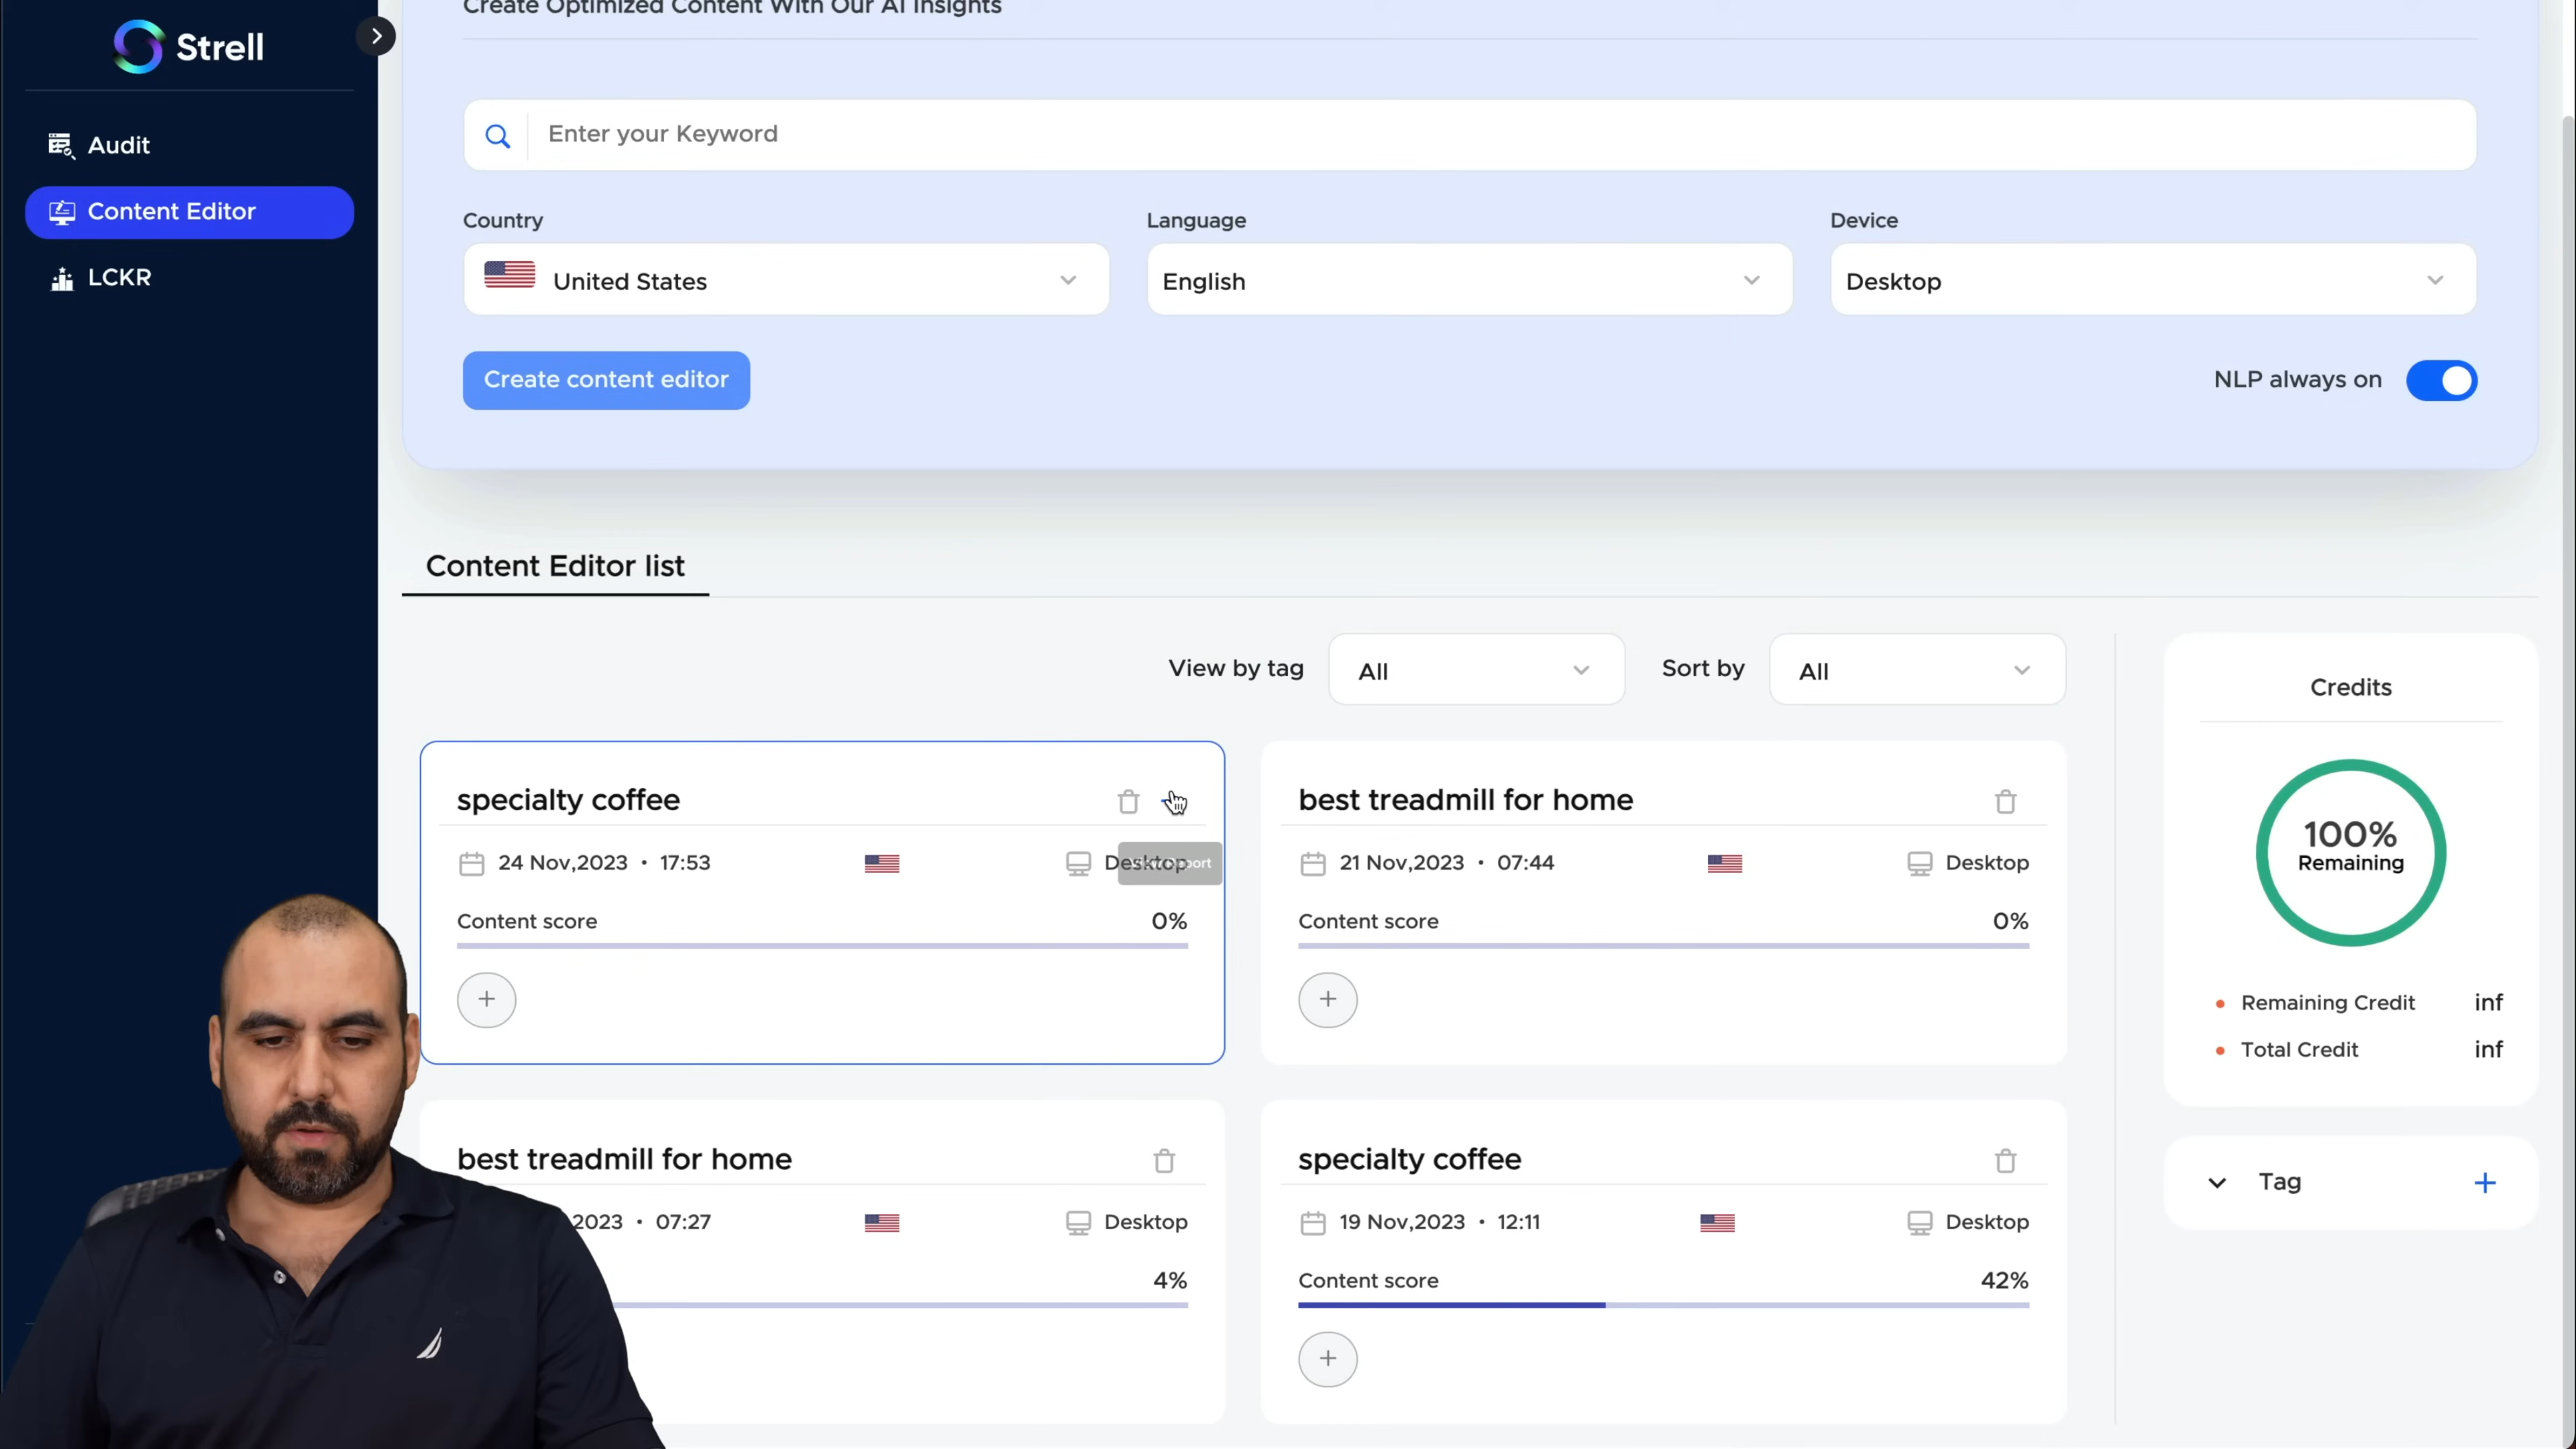 Create Optimized Content With Our AI Insights
Strell
Audit
Content Editor
LCKR
Enter your Keyword
Country
Language
Device
United States
English
Desktop
Create content editor
NLP always on
Content Editor list
View by tag
All
Sort by
All
specialty coffee
24 Nov,2023 • 17:53
Desktop
Content score
0%
best treadmill for home
21 Nov,2023 • 07:44
Desktop
Content score
0%
best treadmill for home
2023 • 07:27
Desktop
4%
specialty coffee
19 Nov,2023 • 12:11
Desktop
Content score
42%
Credits
100%
Remaining
Remaining Credit inf
Total Credit inf
Tag